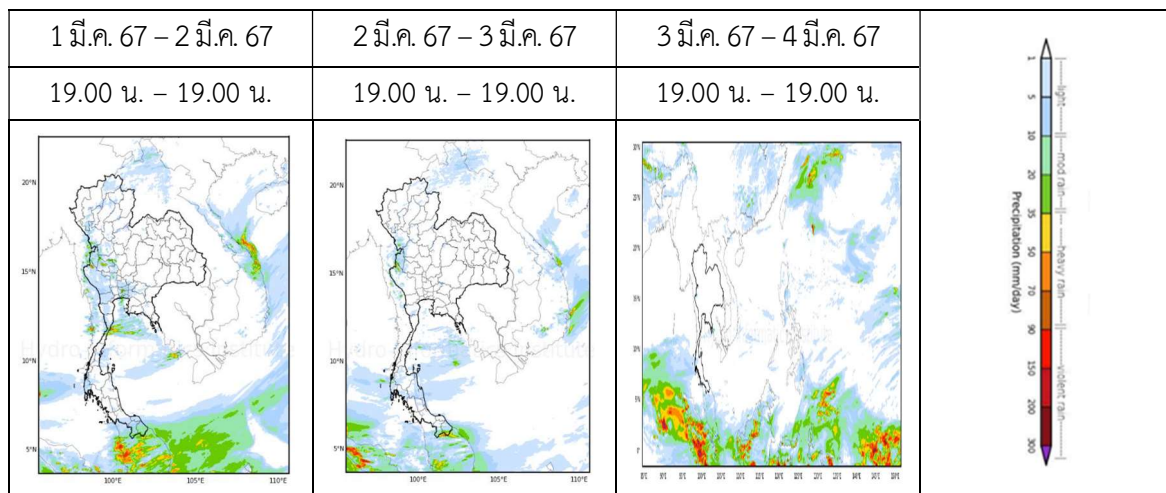 1 มี.ค. 67 – 2 มี.ค. 67
2 มี.ค. 67 – 3 มี.ค. 67
3 มี.ค. 67 – 4 มี.ค. 67
19.00 น. – 19.00 น.
19.00 น. – 19.00 น.
19.00 น. – 19.00 น.
20°N
15°N
10°N
5°N
100°E
105°E
110°E
20°N
15°N
10°N
5°N
100°E
105°E
110°E
1
5
10
20
35
50
70
90
150
200
300
light
mod rain
heavy rain
violent rain
Precipitation (mm/day)